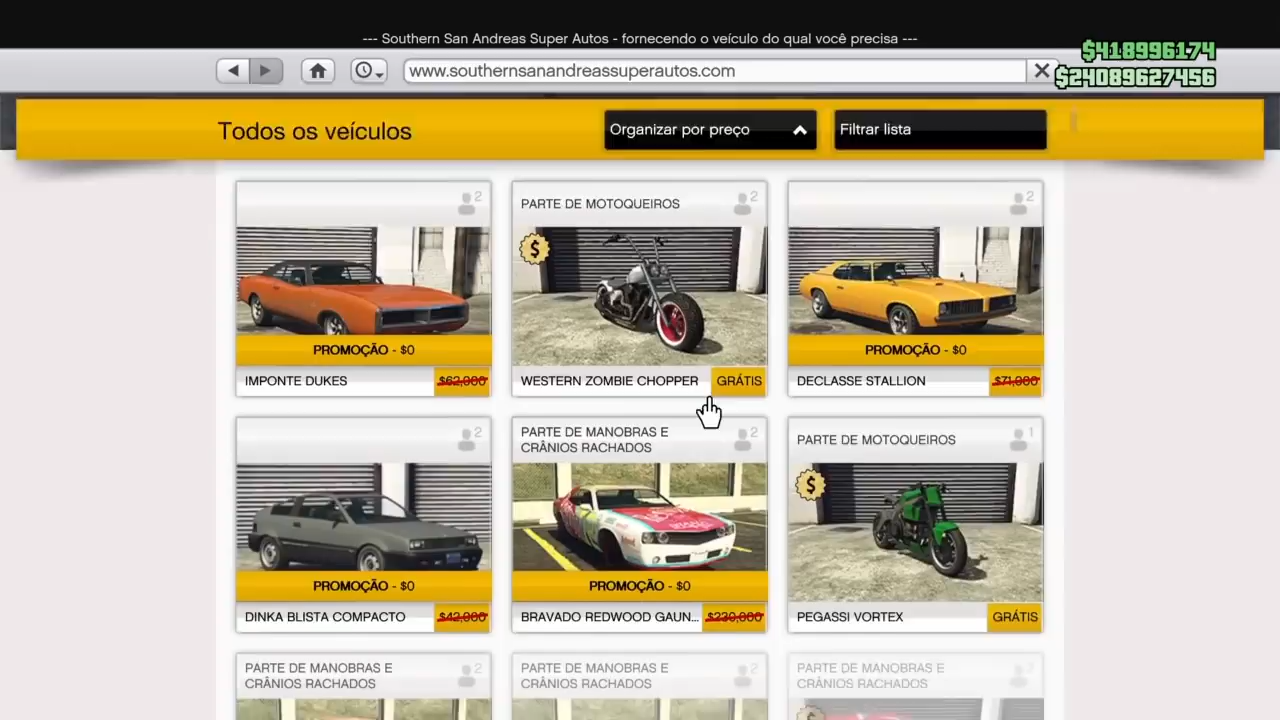 --- Southern San Andreas Super Autos - fornecendo o veículo do qual você precisa ---
$418996174
www.southernsanandreassuperautos.com
$24089627456
Todos os veículos
Organizar por preço
Filtrar lista
2
PARTE DE MOTOQUEIROS
2
2
$
PROMOÇÃO - $0
PROMOÇÃO - $0
IMPONTE DUKES
$62,000
WESTERN ZOMBIE CHOPPER
GRÁTIS
DECLASSE STALLION
$71,000
2
PARTE DE MANOBRAS E
CRÂNIOS RACHADOS
2
PARTE DE MOTOQUEIROS
1
$
PROMOÇÃO - $0
PROMOÇÃO - $0
DINKA BLISTA COMPACTO
$42,000
BRAVADO REDWOOD GAUN...
$230,000
PEGASSI VORTEX
GRÁTIS
PARTE DE MANOBRAS E
CRÂNIOS RACHADOS
2
PARTE DE MANOBRAS E
CRÂNIOS RACHADOS
2
PARTE DE MANOBRAS E
CRÂNIOS RACHADOS